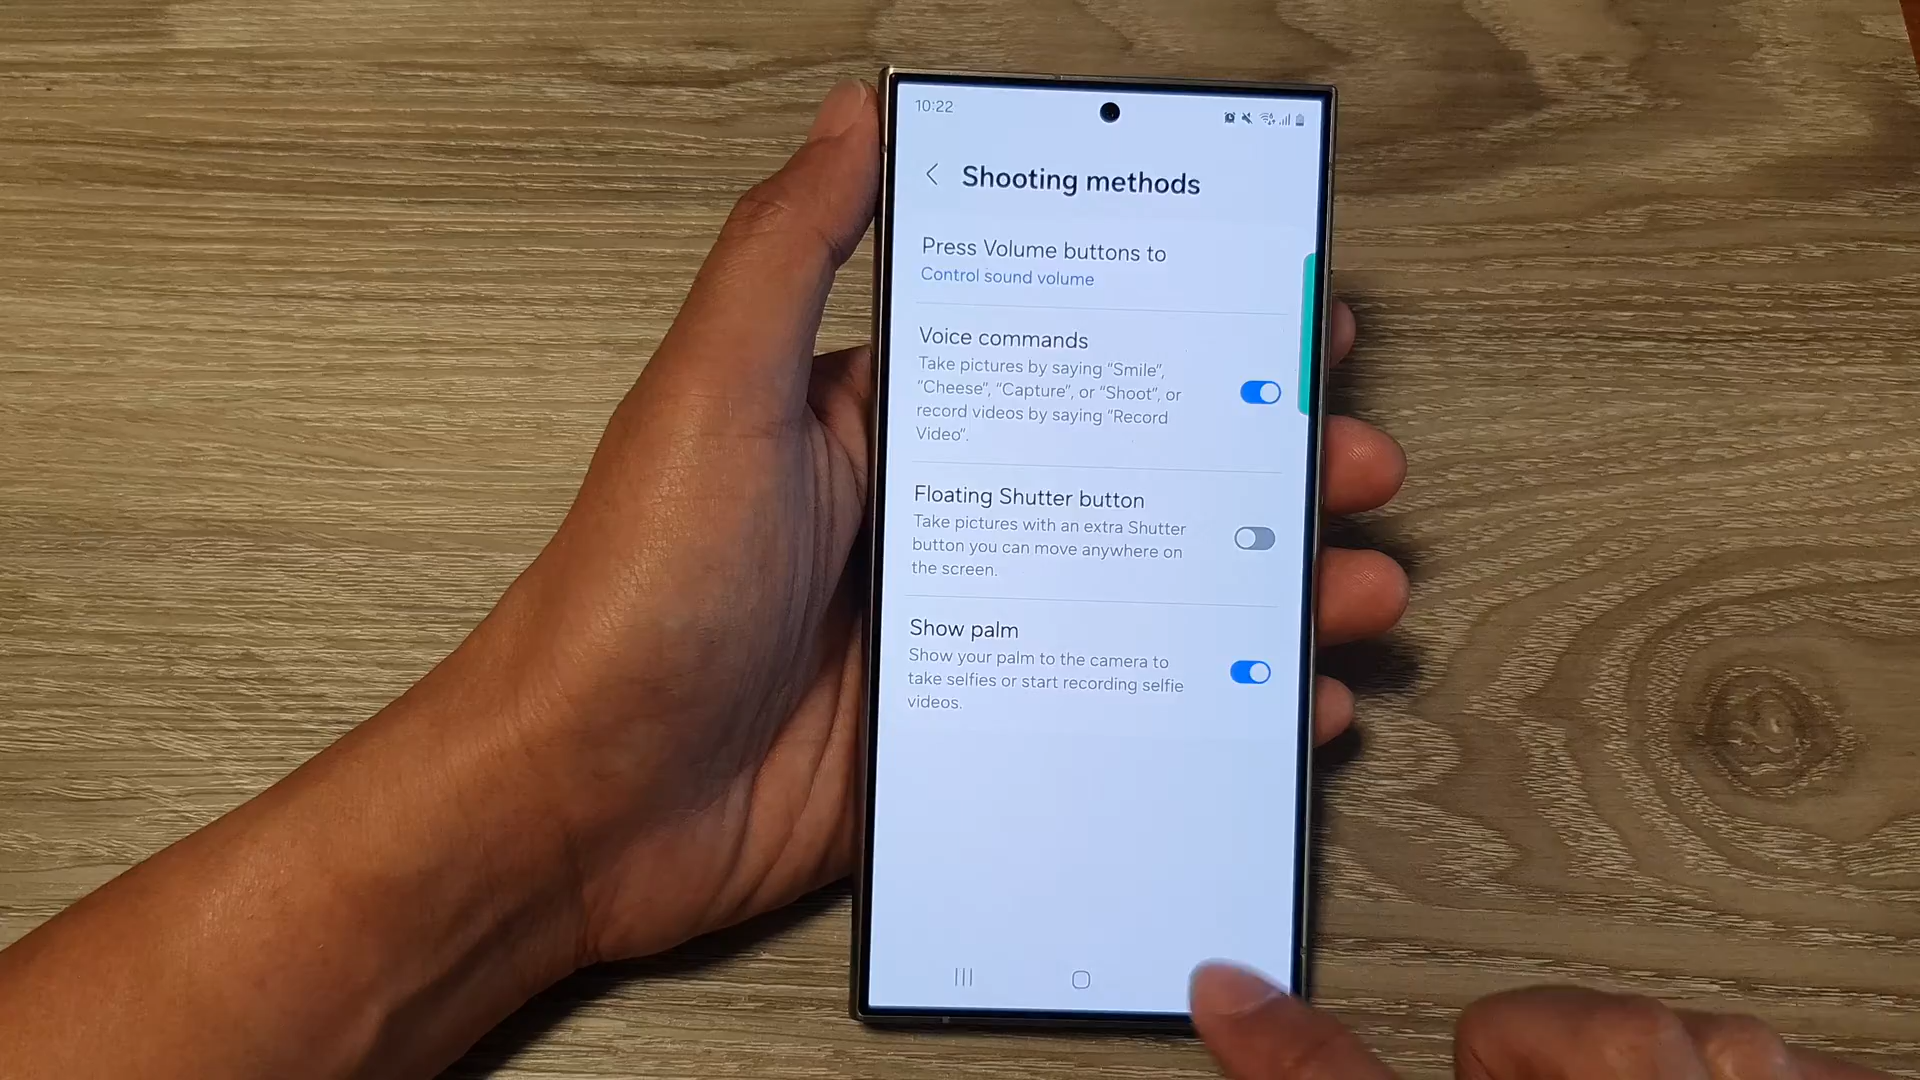 10:22
Shooting methods
Press Volume buttons to
Control sound volume
Voice commands
Take pictures by saying “Smile”,
“Cheese”, “Capture”, or “Shoot”, or
record videos by saying “Record
Video”.
Floating Shutter button
Take pictures with an extra Shutter
button you can move anywhere on
the screen.
Show palm
Show your palm to the camera to
take selfies or start recording selfie
videos.